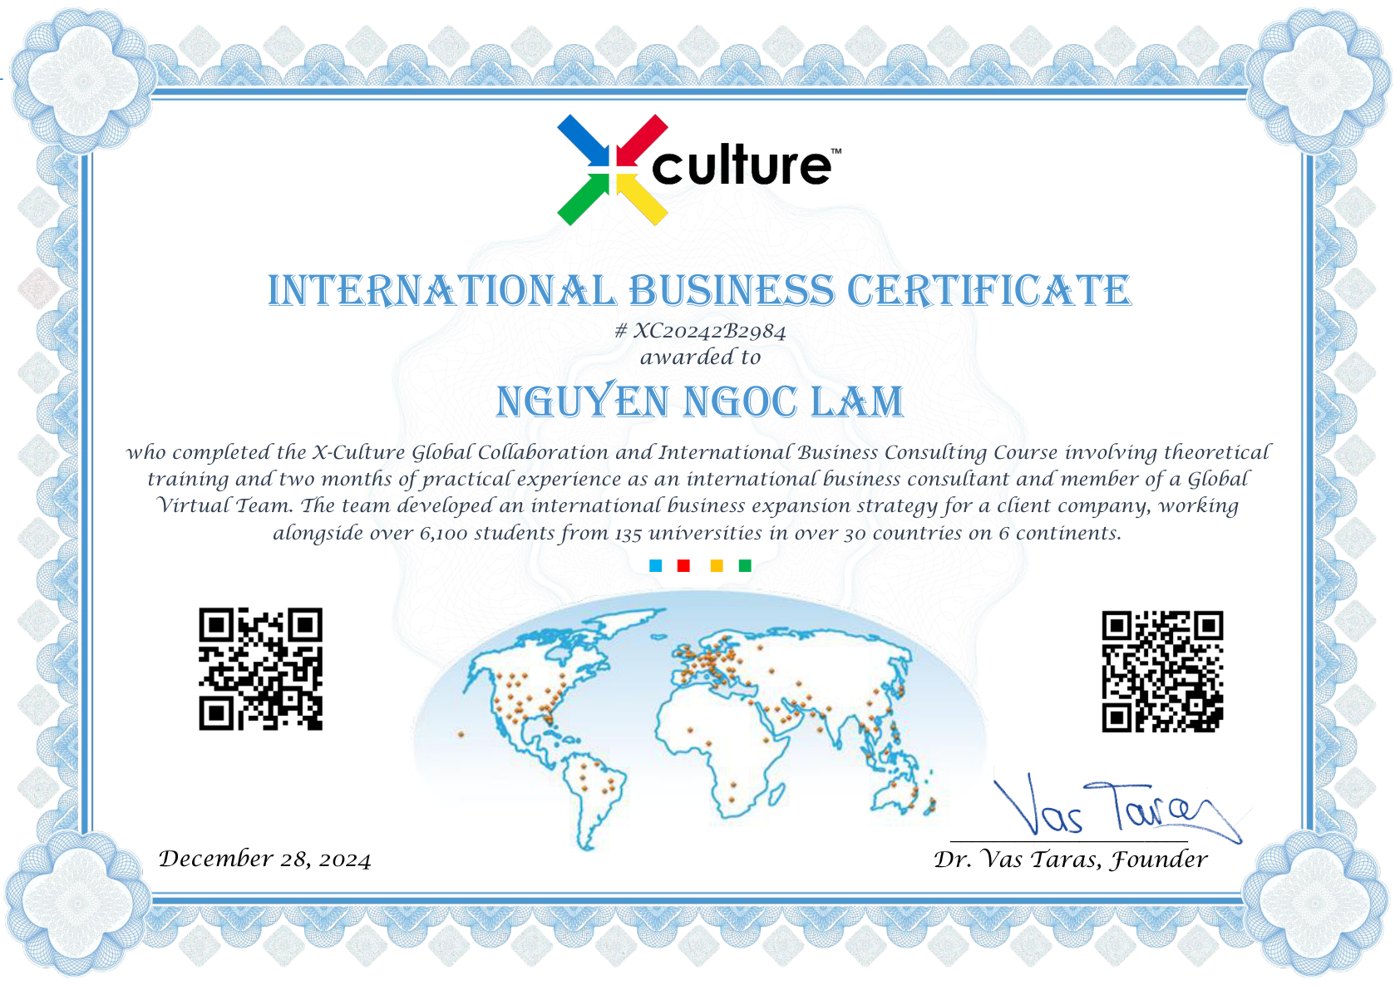 culture™
INTERNATIONAL BUSINESS CERTIFICATE
# XC20242B2984
awarded to
NGUYEN NGOC LAM
who completed the X-Culture Global Collaboration and International Business Consulting Course involving theoretical
training and two months of practical experience as an international business consultant and member of a Global
Virtual Team. The team developed an international business expansion strategy for a client company, working
alongside over 6,100 students from 135 universities in over 30 countries on 6 continents.
Vas Taras
December 28, 2024
Dr. Vas Taras, Founder